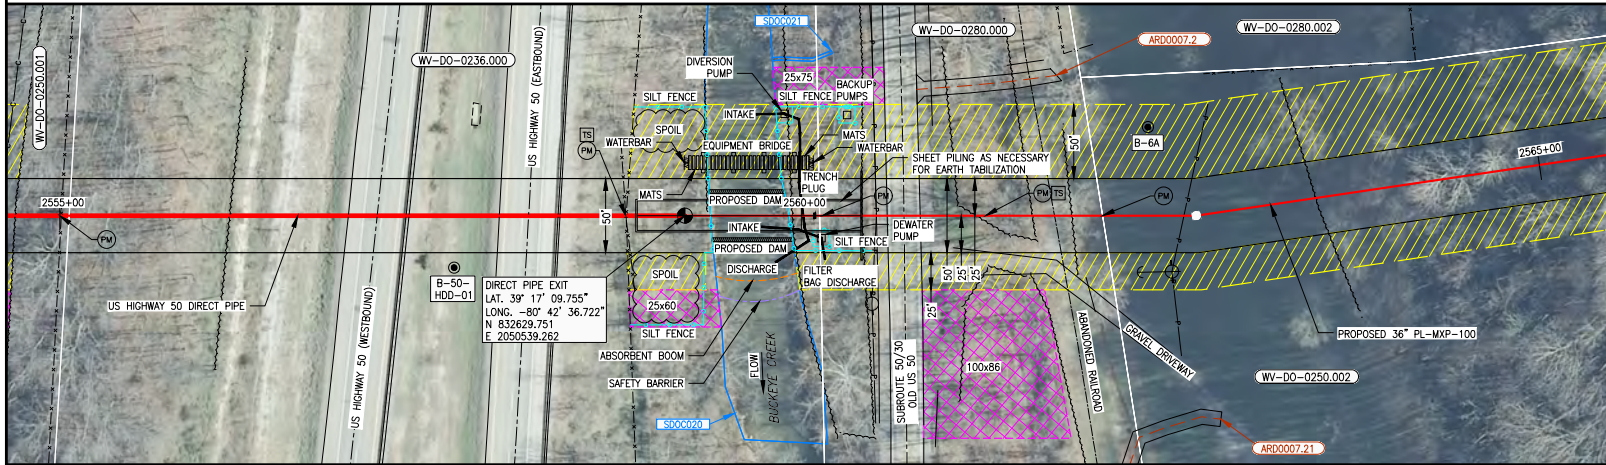 WV-DO-0250.001
2555+00
PM
US HIGHWAY 50 DIRECT PIPE
WV-DO-0236.000
US HIGHWAY 50 (WESTBOUND)
B-50-
HDD-01
US HIGHWAY 50 (EASTBOUND)
DIRECT PIPE EXIT
LAT. 39° 17' 09.755"
LONG. -80° 42' 36.722"
N 832629.751
E 2050539.262
TS
PM
50'
SILT FENCE
SPOIL
WATERBAR
MATS
SPOIL
25x60
SILT FENCE
ABSORBENT BOOM
SAFETY BARRIER
SDOC020
SDOC021
DIVERSION
PUMP
25x75
SILT FENCE
BACKUP
PUMPS
INTAKE
EQUIPMENT BRIDGE
MATS
WATERBAR
TRENCH
PLUG
PROPOSED DAM
2560+00
INTAKE
PROPOSED DAM
DISCHARGE
SILT FENCE
DEWATER
PUMP
FILTER
BAG DISCHARGE
FLOW
BUCKEYE CREEK
PM
SHEET PILING AS NECESSARY
FOR EARTH TABILIZATION
WV-DO-0280.000
SUBROUTE 50/30
OLD US 50
50'
25'
25'
25'
100x86
PM
TS
50'
ABANDONED RAILROAD
GRAVEL DRIVEWAY
PM
B-6A
ARD0007.2
WV-DO-0280.002
2565+00
PROPOSED 36" PL-MXP-100
WV-DO-0250.002
ARD0007.21